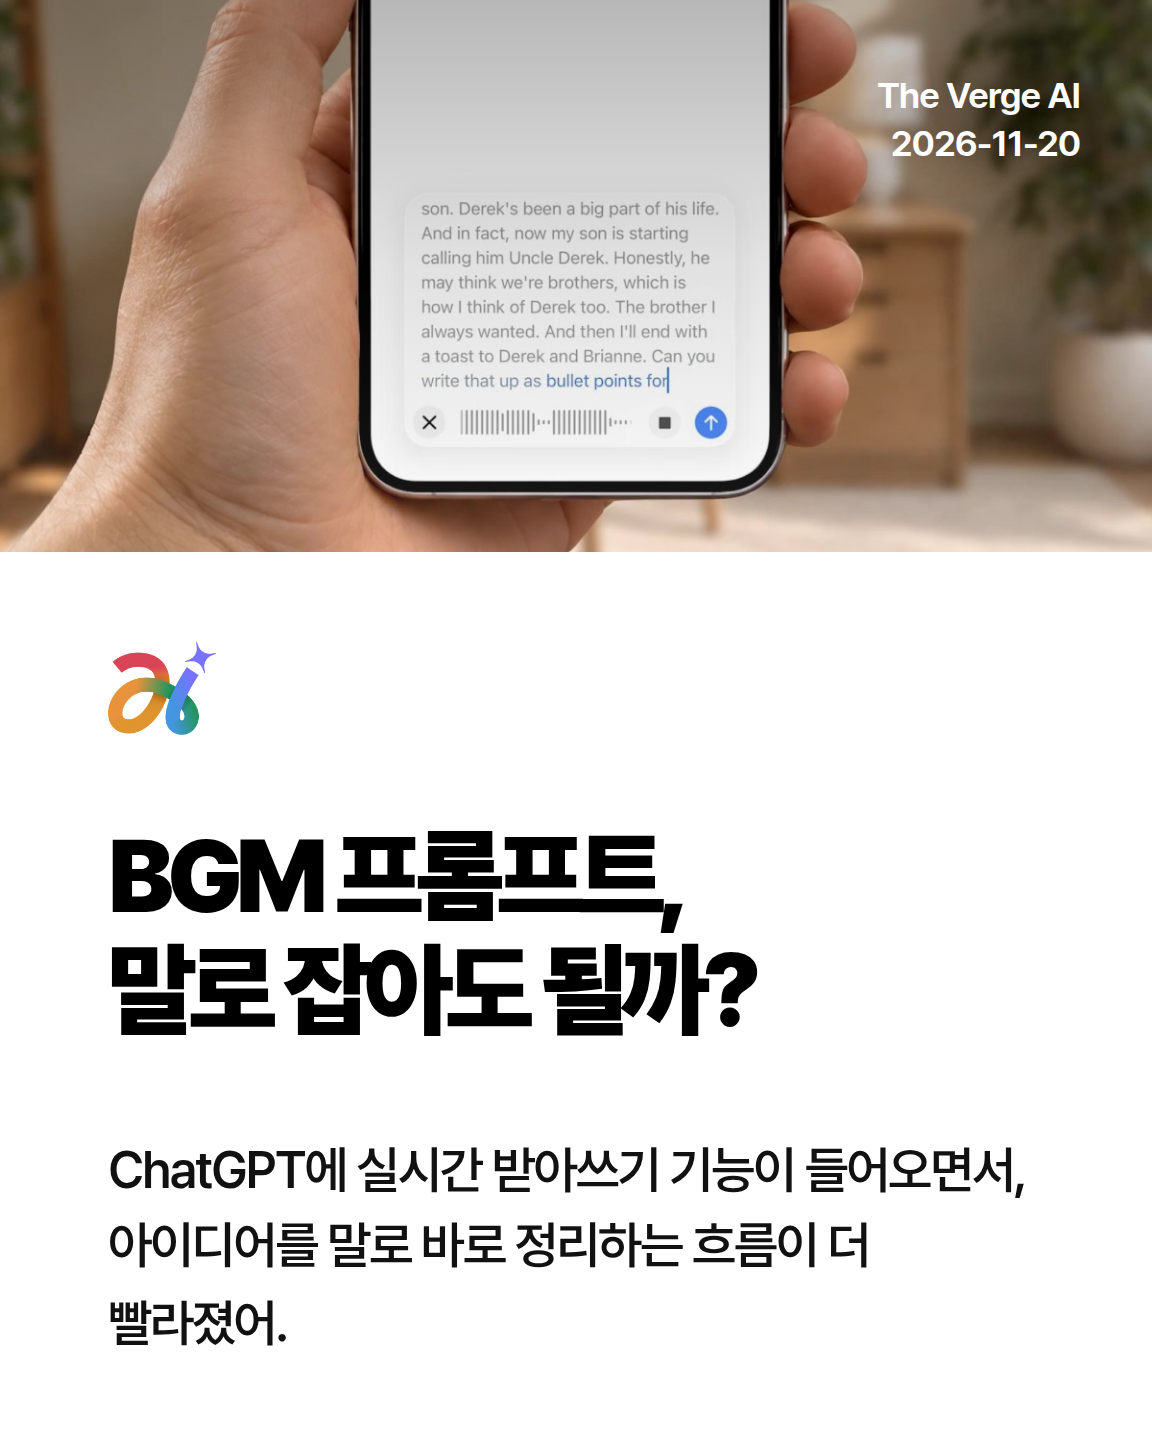 The Verge AI
2026-11-20
son. Derek's been a big part of his life.
And in fact, now my son is starting
calling him Uncle Derek. Honestly, he
may think we're brothers, which is
how I think of Derek too. The brother I
always wanted. And then I'll end with
a toast to Derek and Brianne. Can you
write that up as bullet points for
ai
BGM 프롬프트,
말로 잡아도 될까?
ChatGPT에 실시간 받아쓰기 기능이 들어오면서,
아이디어를 말로 바로 정리하는 흐름이 더
빨라졌어.